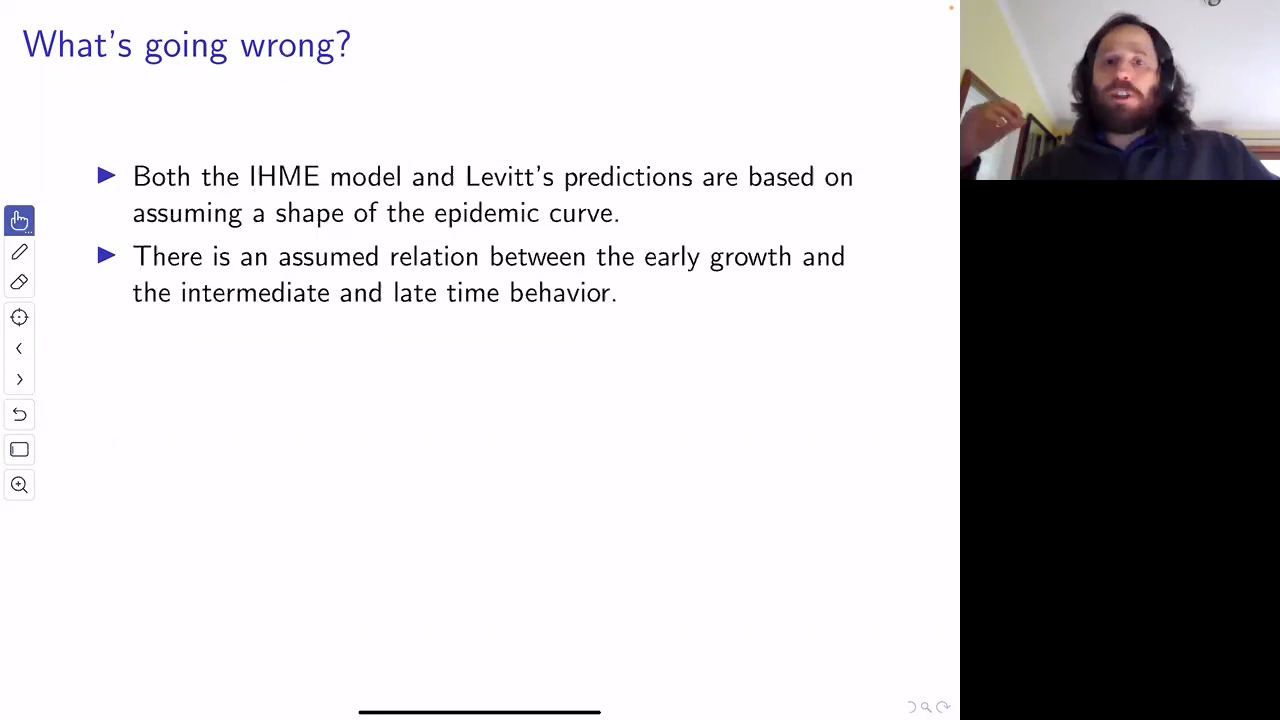 What's going wrong?
Both the IHME model and Levitt's predictions are based on
assuming a shape of the epidemic curve.
There is an assumed relation between the early growth and
the intermediate and late time behavior.